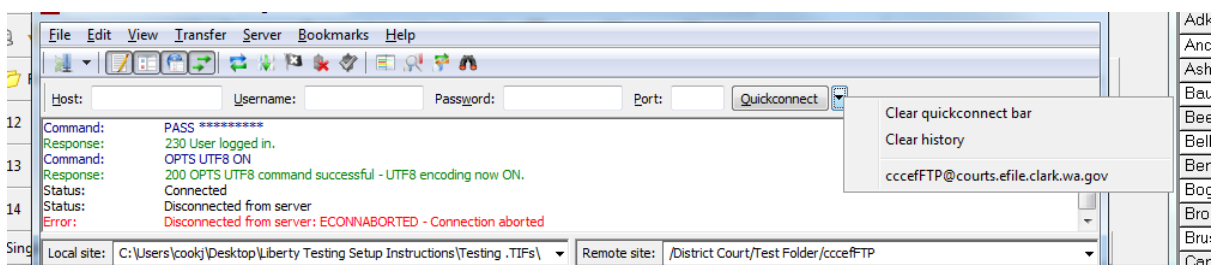 File Edit View Transfer Server Bookmarks Help
Host: Username: Password: Port: Quickconnect
Clear quickconnect bar
Clear history
cccefFTP@courts.efile.clark.wa.gov
Command: PASS *********
Response: 230 User logged in.
Command: OPTS UTF8 ON
Response: 200 OPTS UTF8 command successful - UTF8 encoding now ON.
Status: Connected
Status: Disconnected from server
Error: Disconnected from server: ECONNABORTED - Connection aborted
Local site: C:\Users\cookj\Desktop\Liberty Testing Setup Instructions\Testing .TIFs\ Remote site: /District Court/Test Folder/cccefFTP
12
13
14
Sing
Adk
Anc
Ash
Bau
Bee
Bell
Ber
Bog
Bro
Brus